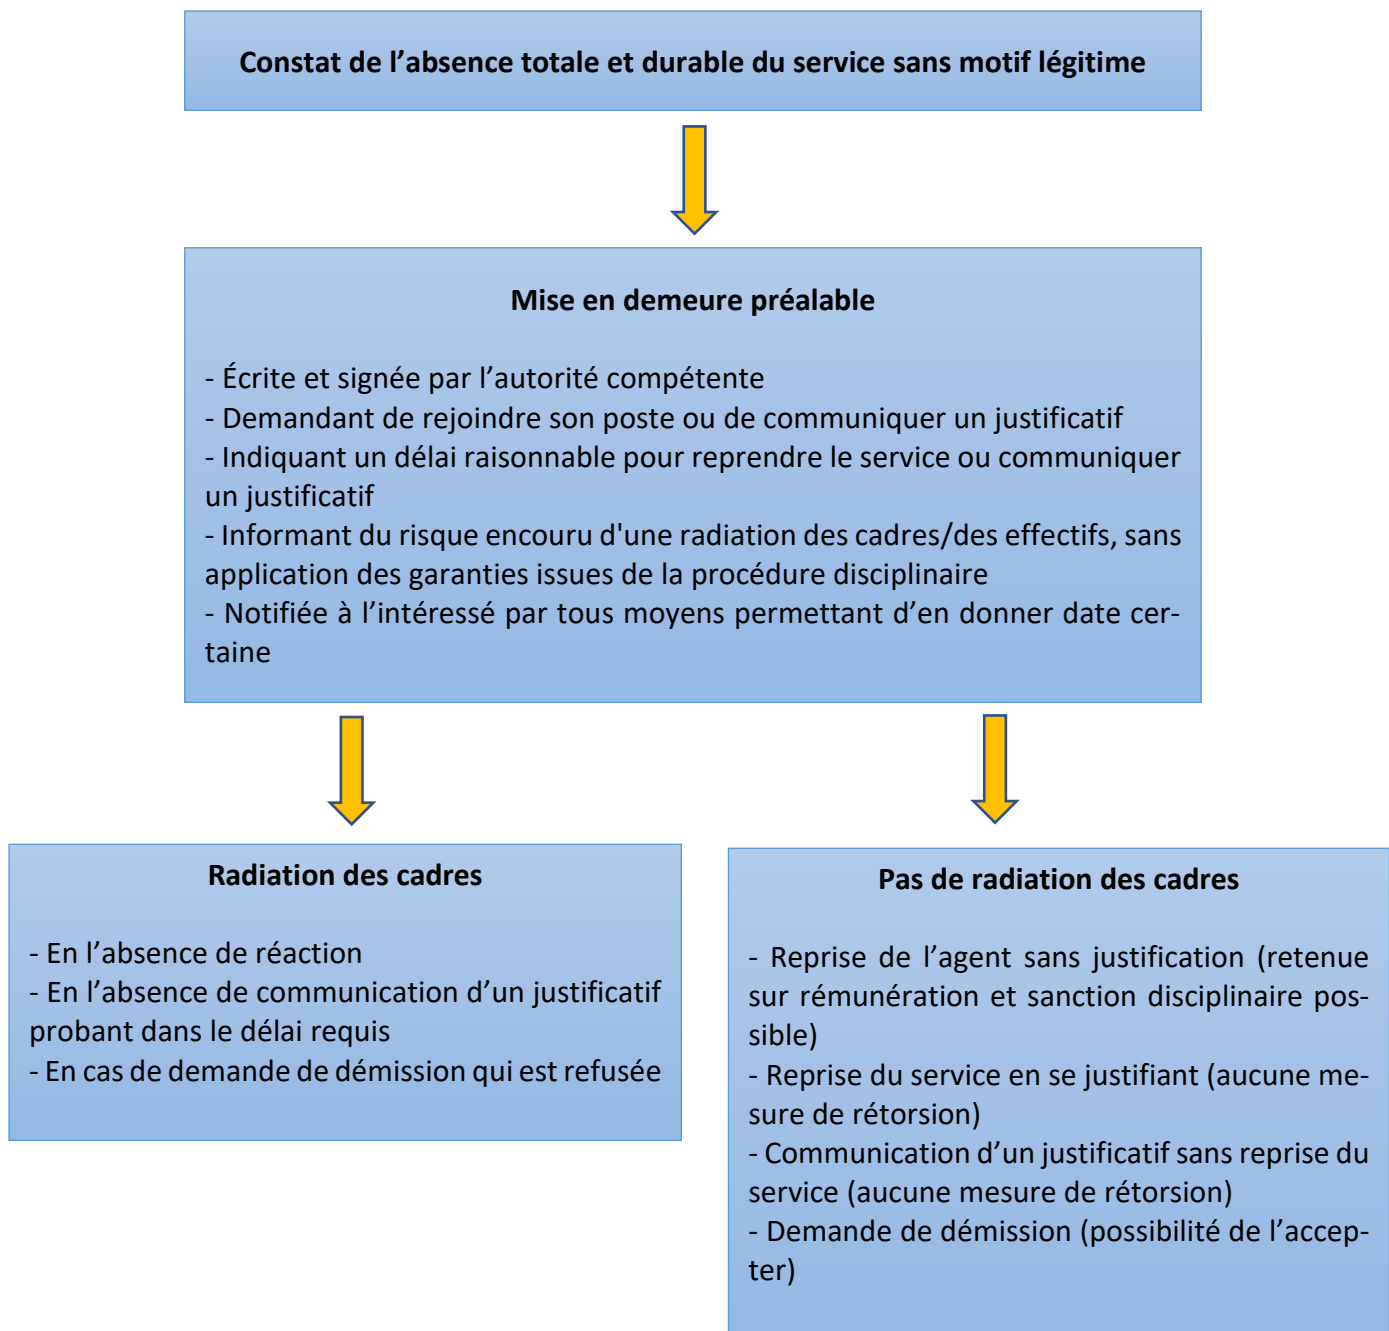 Constat de l’absence totale et durable du service sans motif légitime
Mise en demeure préalable
- Écrite et signée par l’autorité compétente
- Demandant de rejoindre son poste ou de communiquer un justificatif
- Indiquant un délai raisonnable pour reprendre le service ou communiquer
un justificatif
- Informant du risque encouru d'une radiation des cadres/des effectifs, sans
application des garanties issues de la procédure disciplinaire
- Notifiée à l’intéressé par tous moyens permettant d’en donner date cer-
taine
Radiation des cadres
- En l’absence de réaction
- En l’absence de communication d’un justificatif
probant dans le délai requis
- En cas de demande de démission qui est refusée
Pas de radiation des cadres
- Reprise de l’agent sans justification (retenue
sur rémunération et sanction disciplinaire pos-
sible)
- Reprise du service en se justifiant (aucune me-
sure de rétorsion)
- Communication d’un justificatif sans reprise du
service (aucune mesure de rétorsion)
- Demande de démission (possibilité de l’accep-
ter)